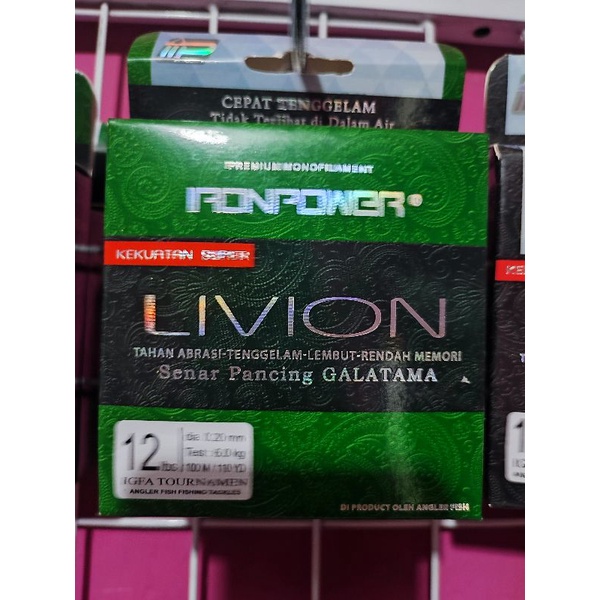 CEPAT TENGGELAM
Tidak Terlihat di Dalam Air
PREMIUM MONOFILAMENT
IRONPOWER®
KEKUATAN SUPER
LIVION
TAHAN ABRASI-TENGGELAM-LEMBUT-RENDAH MEMORI
Senar Pancing GALATAMA
12 LBS
dia : 0.20 mm
Test : 6.0 kg
100 M / 110 YD
IGFA TOURNAMEN
ANGLER FISH FISHING TACKLES
DI PRODUCT OLEH ANGLER FISH